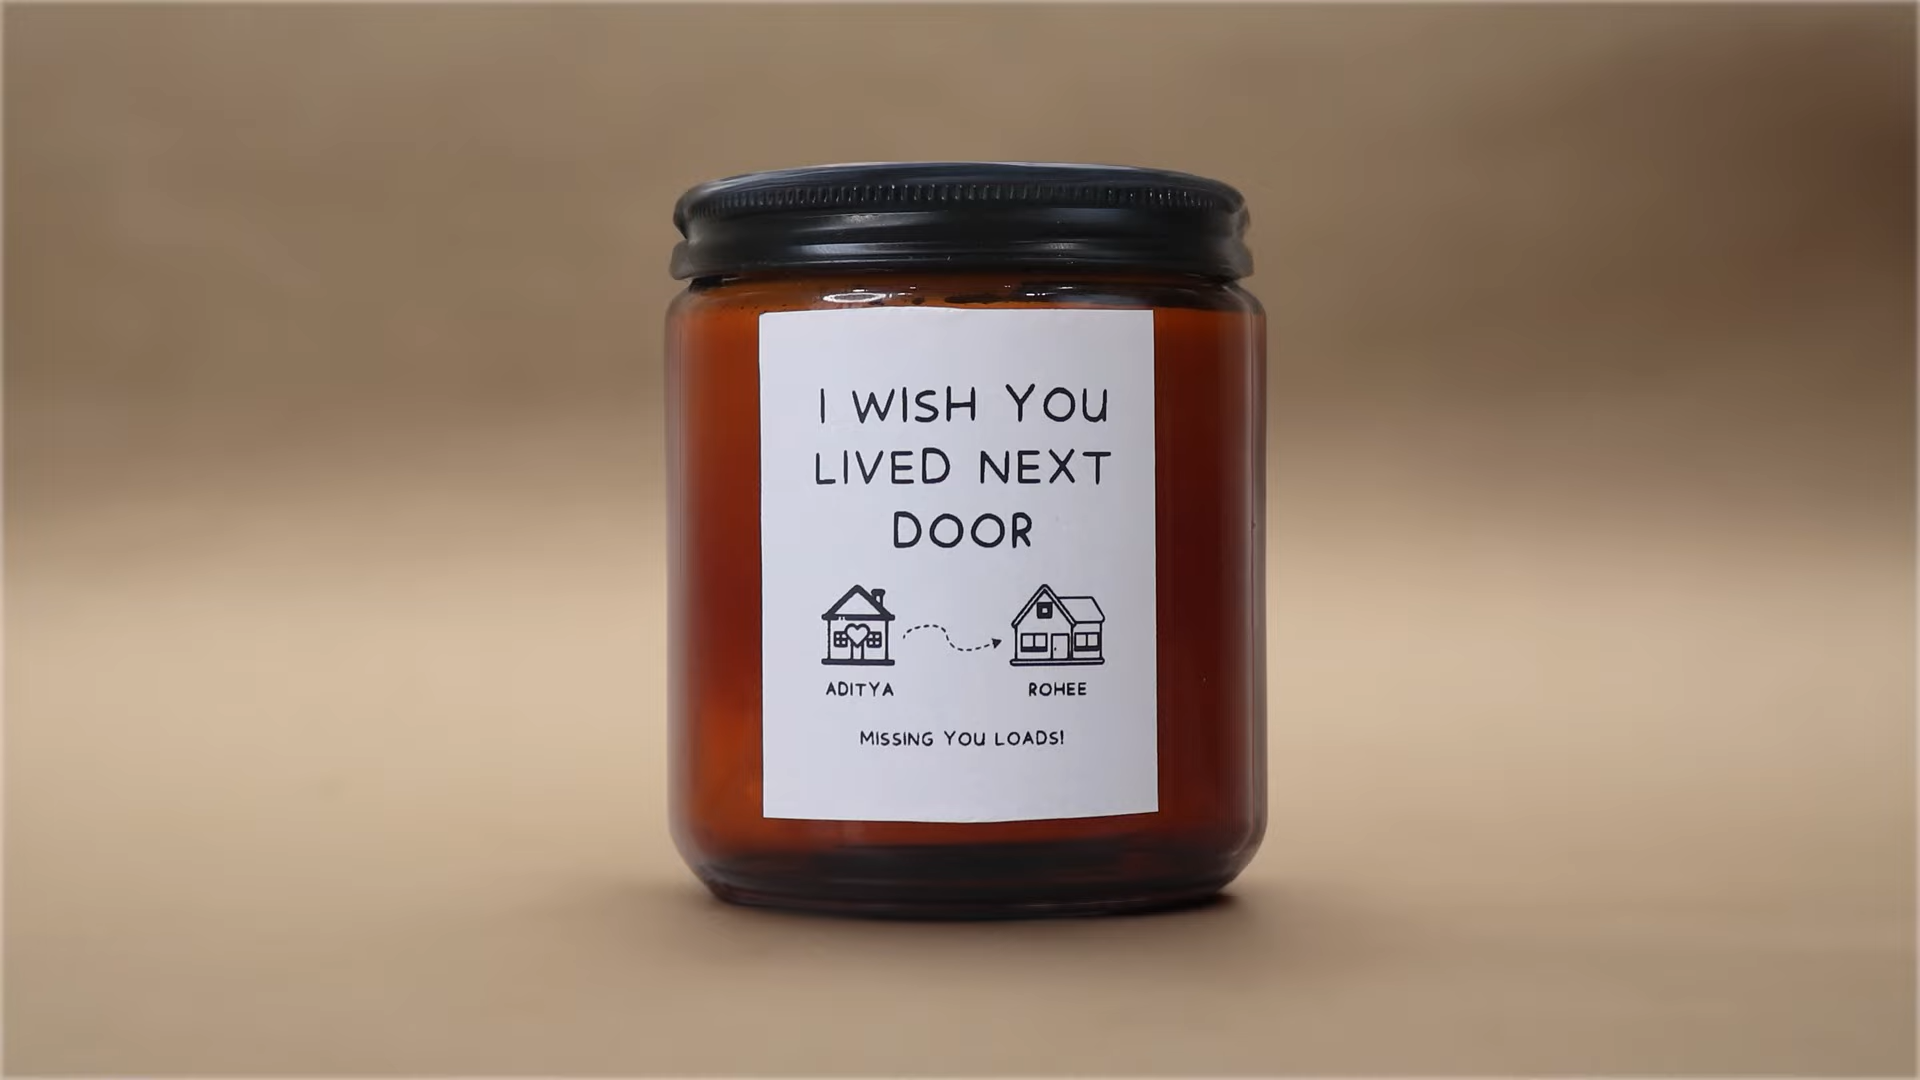 I WISH YOU
LIVED NEXT
DOOR
ADITYA
ROHEE
MISSING YOU LOADS!